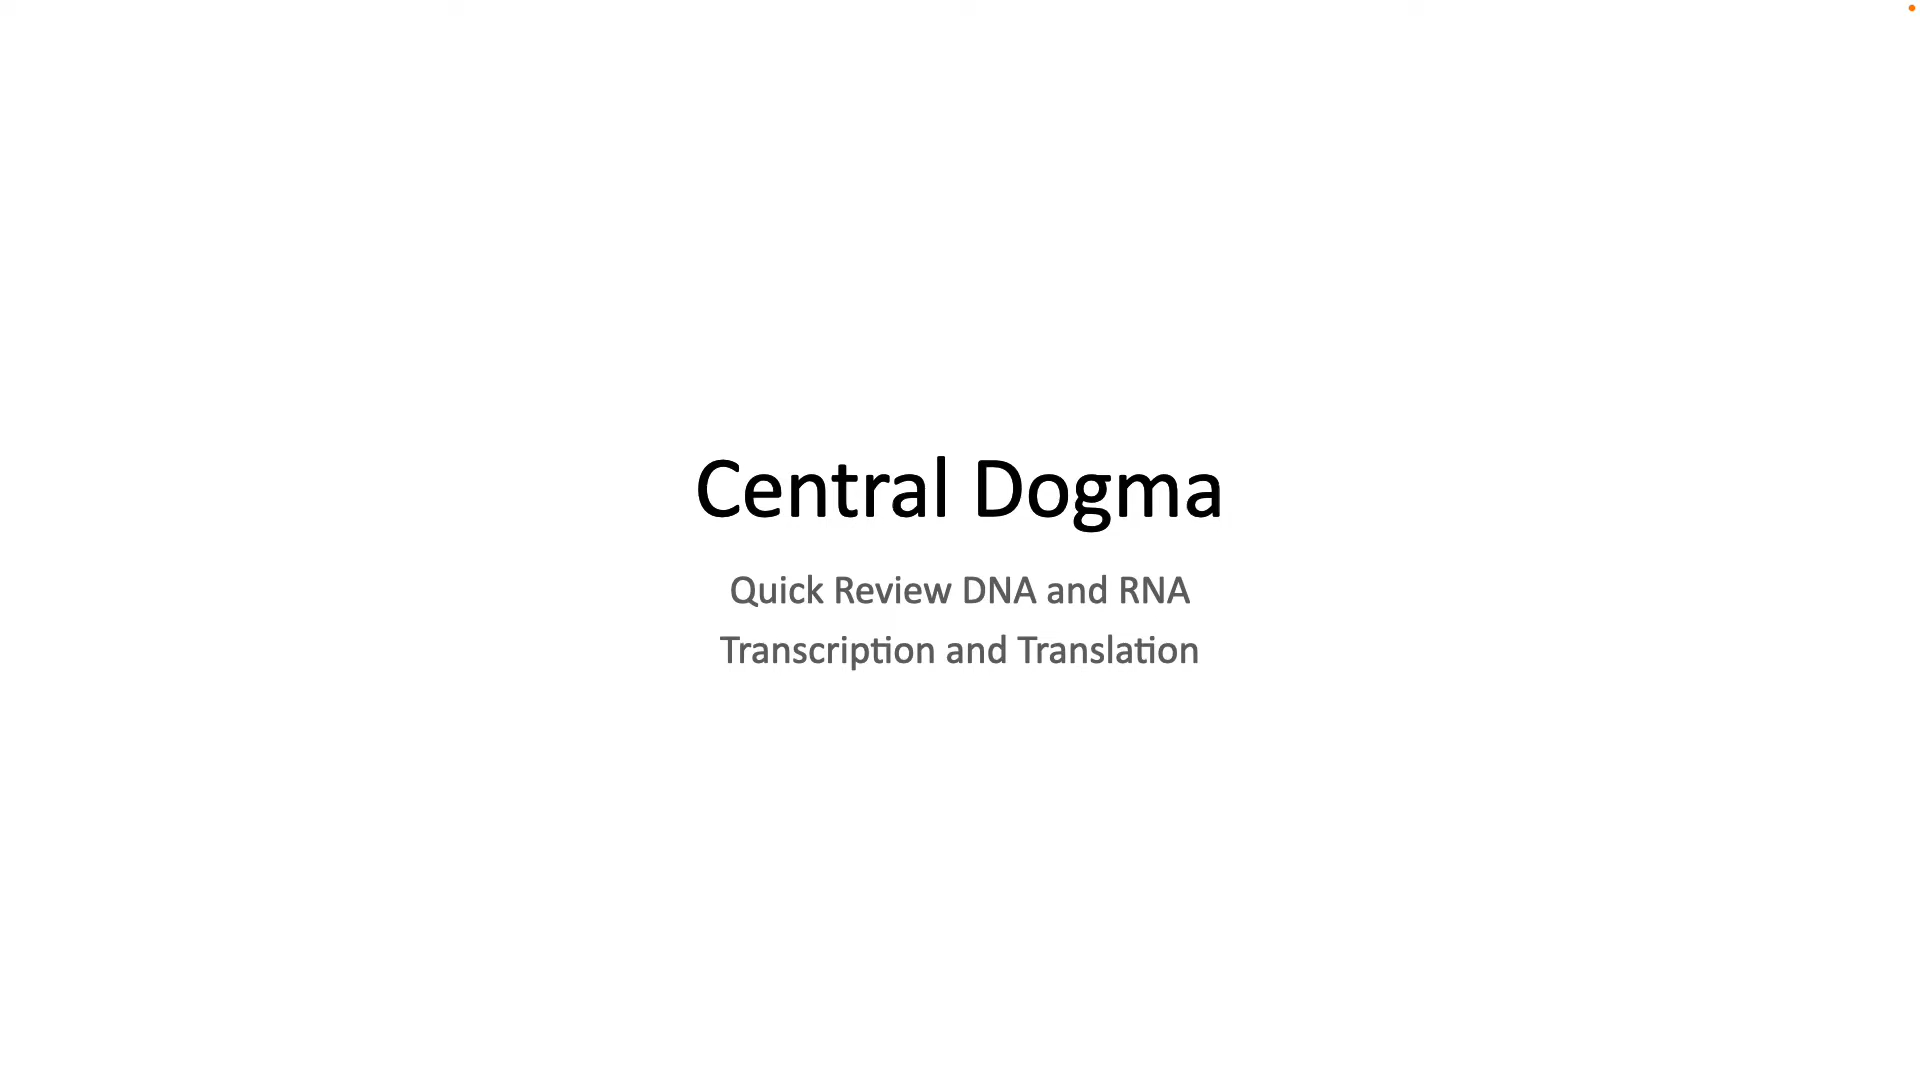 Central Dogma
Quick Review DNA and RNA
Transcription and Translation